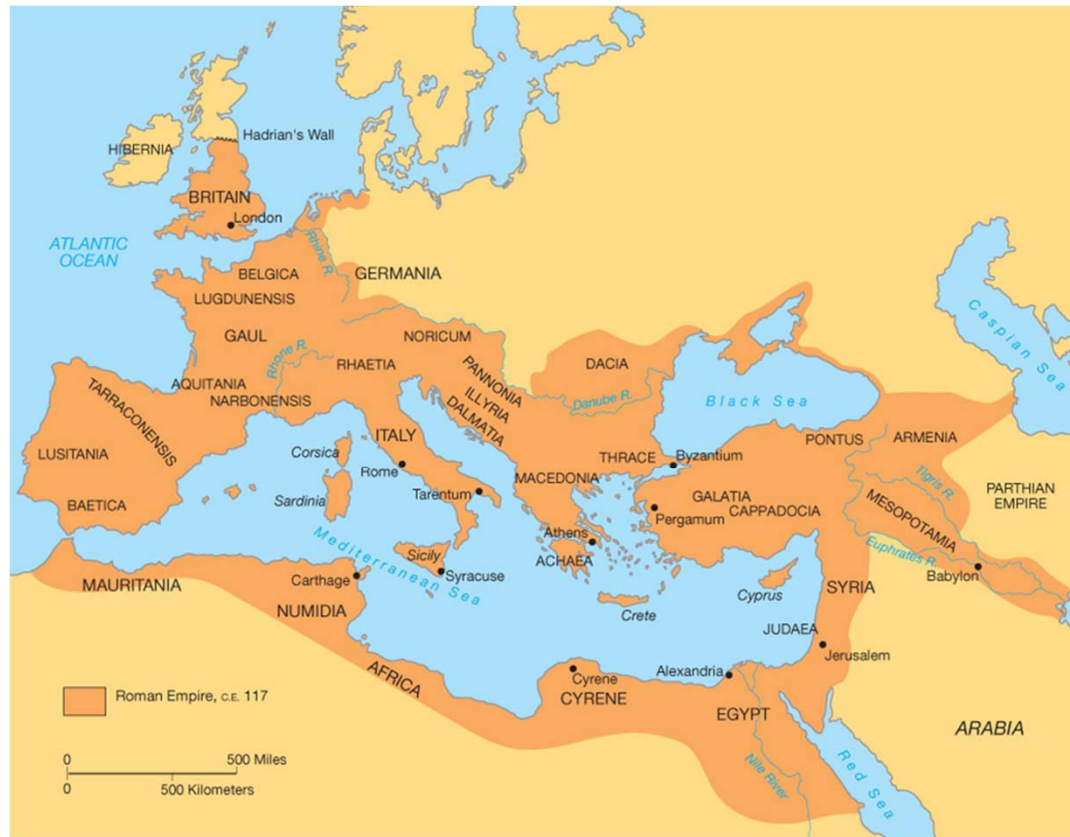 Hadrian's Wall
HIBERNIA
BRITAIN
London
ATLANTIC
OCEAN
Rhine R.
BELGICA
GERMANIA
LUGDUNENSIS
GAUL
NORICUM
Rhone R.
RHAETIA
DACIA
PANNONIA
ILLYRIA
DALMATIA
Danube R.
Black Sea
Caspian Sea
AQUITANIA
NARBONENSIS
TARRACONENSIS
LUSITANIA
BAETICA
Corsica
ITALY
Rome
Sardinia
Tarentum
THRACE
Byzantium
MACEDONIA
PONTUS
ARMENIA
Tigris R.
PARTHIAN
EMPIRE
GALATIA
CAPPADOCIA
Pergamum
MESOPOTAMIA
Athens
ACHAEA
Euphrates R.
Babylon
Mediterranean Sea
Sicily
Syracuse
Carthage
MAURITANIA
NUMIDIA
Crete
Cyprus
SYRIA
JUDAEA
Jerusalem
AFRICA
Cyrene
CYRENE
Alexandria
EGYPT
Nile River
Red Sea
ARABIA
Roman Empire, C.E. 117
0 500 Miles
0 500 Kilometers